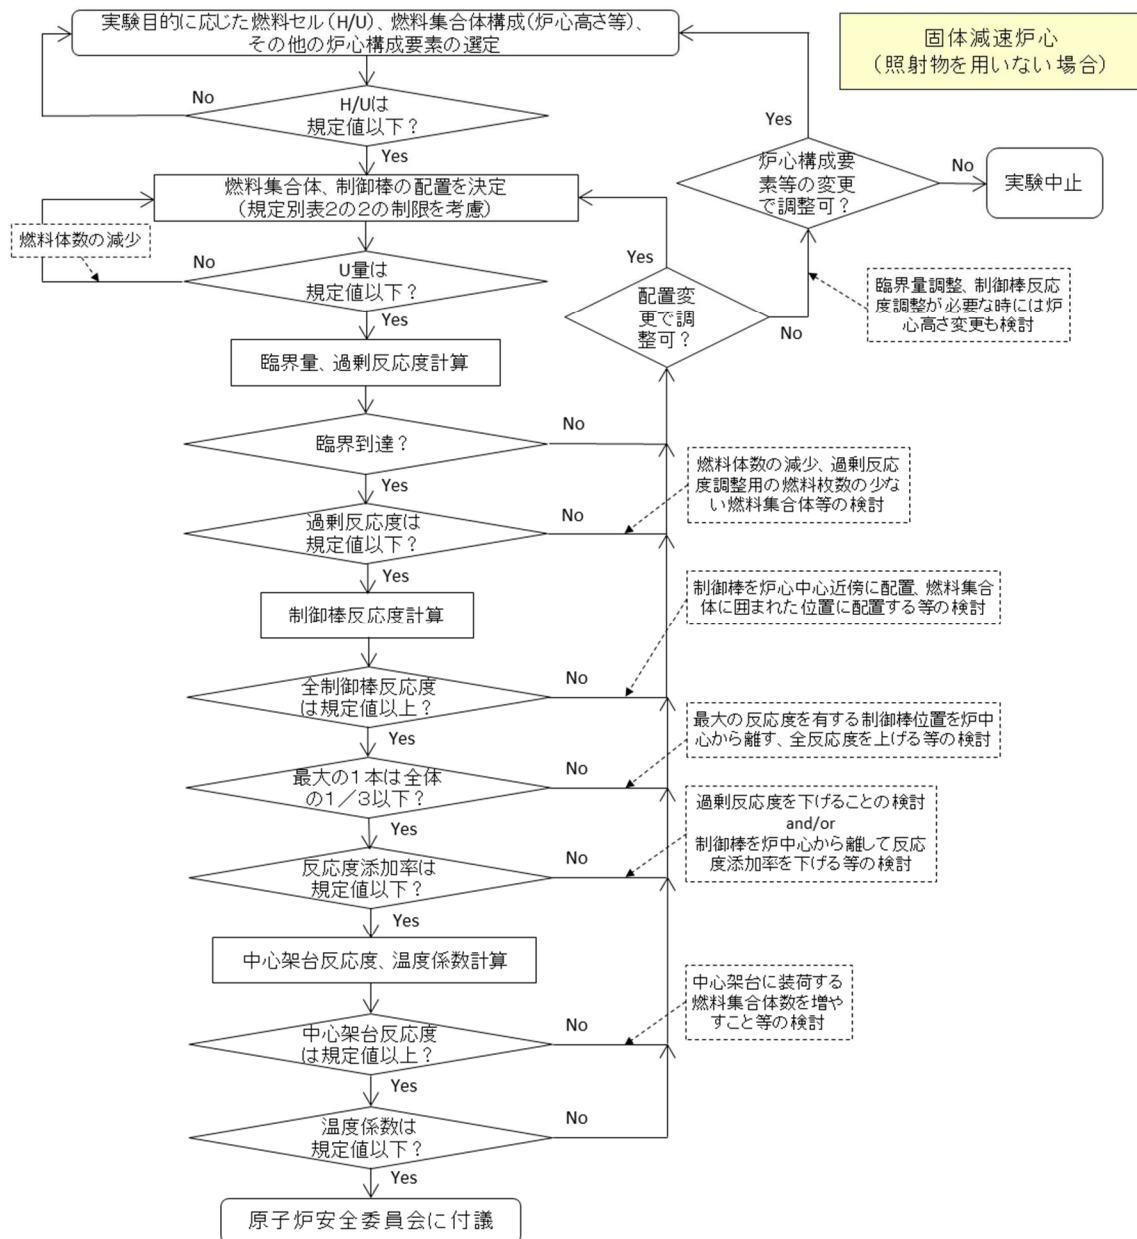 実験目的に応じた燃料セル(H/U)、燃料集合体構成(炉心高さ等)、
その他の炉心構成要素の選定
固体減速炉心
(照射物を用いない場合)
No
H/Uは
規定値以下？
Yes
Yes
炉心構成要
素等の変更
で調整可？
No
実験中止
燃料集合体、制御棒の配置を決定
(規定別表2の2の制限を考慮)
燃料体数の減少
No
U量は
規定値以下？
Yes
Yes
配置変
更で調
整可？
No
臨界量調整、制御棒反応
度調整が必要な時には炉
心高さ変更も検討
臨界量、過剰反応度計算
臨界到達？
No
Yes
燃料体数の減少、過剰反応
度調整用の燃料枚数の少な
い燃料集合体等の検討
過剰反応度は
規定値以下？
No
Yes
制御棒反応度計算
制御棒を炉心中心近傍に配置、燃料集合
体に囲まれた位置に配置する等の検討
全制御棒反応度
は規定値以上？
No
Yes
最大の反応度を有する制御棒位置を炉中
心から離す、全反応度を上げる等の検討
最大の1本は全体
の1／3以下？
No
Yes
過剰反応度を下げることの検討
and/or
制御棒を炉中心から離して反応
度添加率を下げる等の検討
反応度添加率は
規定値以下？
No
Yes
中心架台反応度、温度係数計算
中心架台に装荷する
燃料集合体数を増や
すこと等の検討
中心架台反応度
は規定値以上？
No
Yes
温度係数は
規定値以下？
No
Yes
原子炉安全委員会に付議